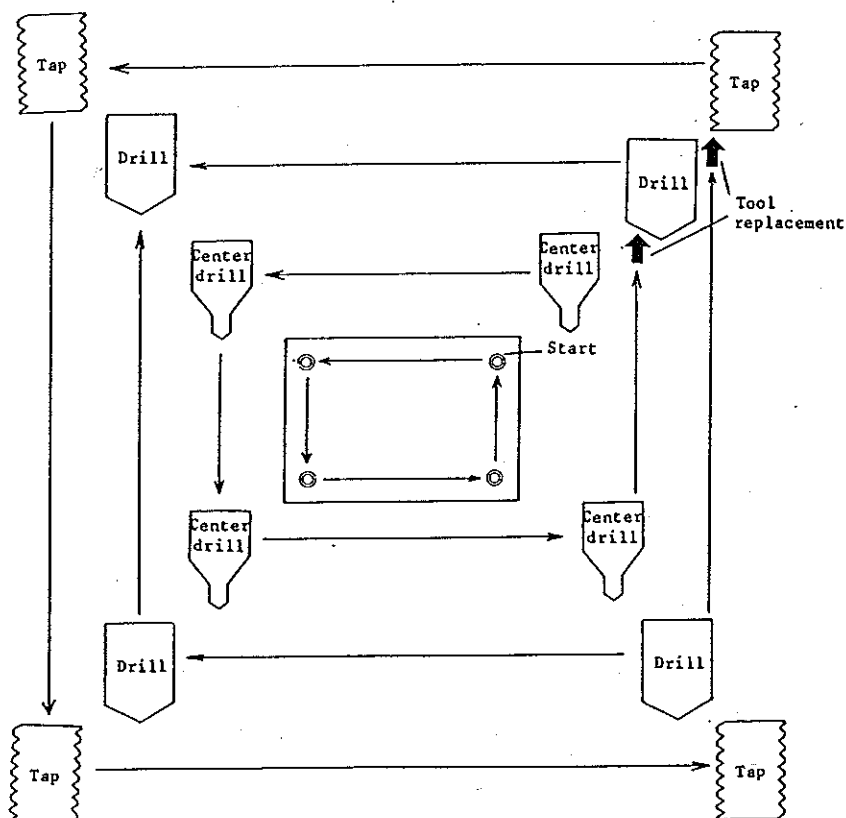 Tap
Tap
Drill
Drill
Tool
replacement
Center
drill
Center
drill
Start
Center
drill
Center
drill
Drill
Drill
Tap
Tap